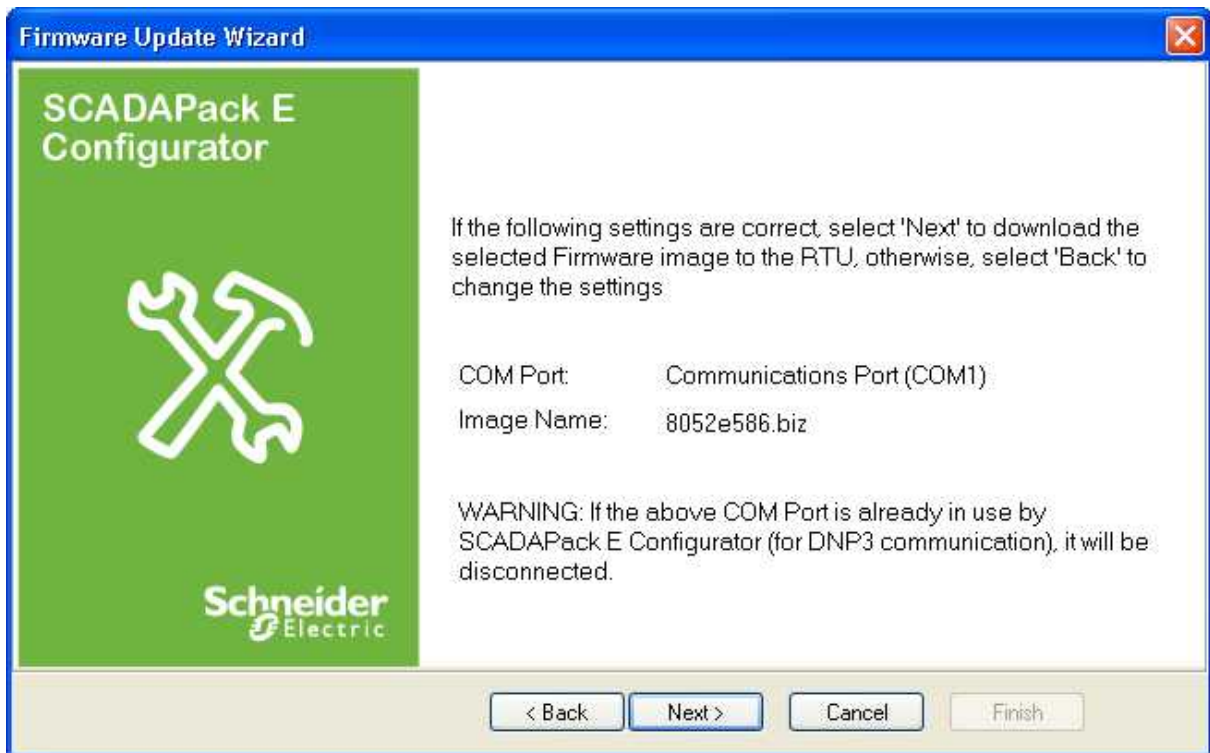 Firmware Update Wizard
SCADAPack E
Configurator
If the following settings are correct, select 'Next' to download the
selected Firmware image to the RTU, otherwise, select 'Back' to
change the settings
COM Port: Communications Port (COM1)
Image Name: 8052e586.biz
WARNING: If the above COM Port is already in use by
SCADAPack E Configurator (for DNP3 communication), it will be
disconnected.
Schneider
Electric
< Back Next > Cancel Finish